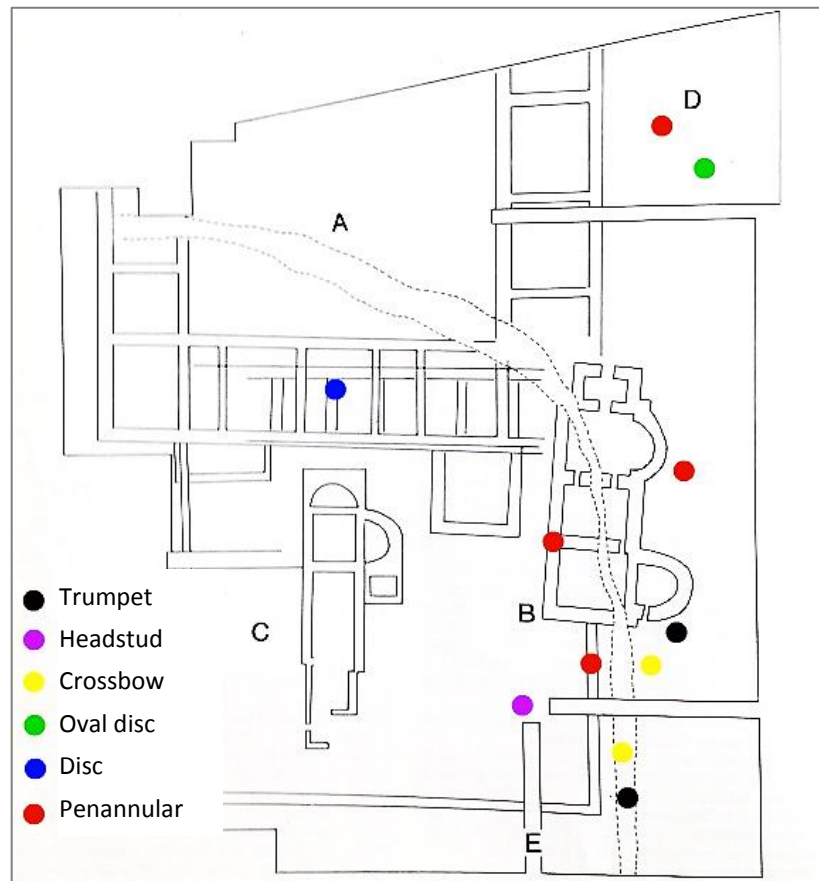 D
A
B
C
Trumpet
Headstud
Crossbow
Oval disc
Disc
Penannular
E